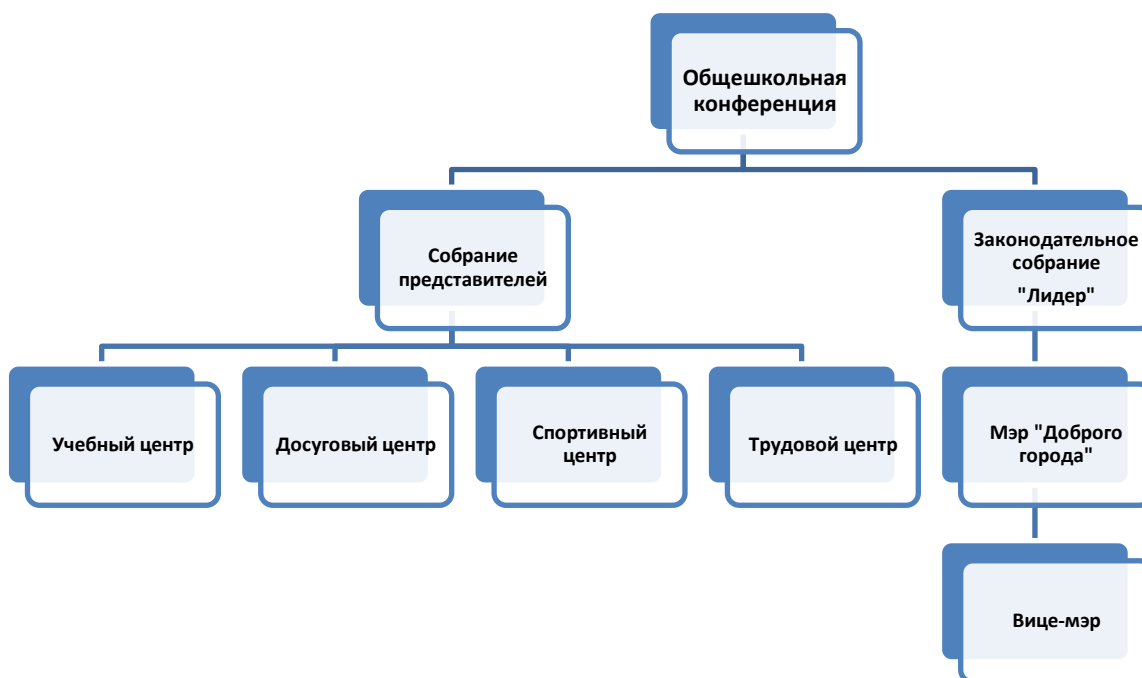 Общешкольная
конференция
Собрание
представителей
Законодательное
собрание
"Лидер"
Учебный центр
Досуговый центр
Спортивный
центр
Трудовой центр
Мэр "Доброго
города"
Вице-мэр